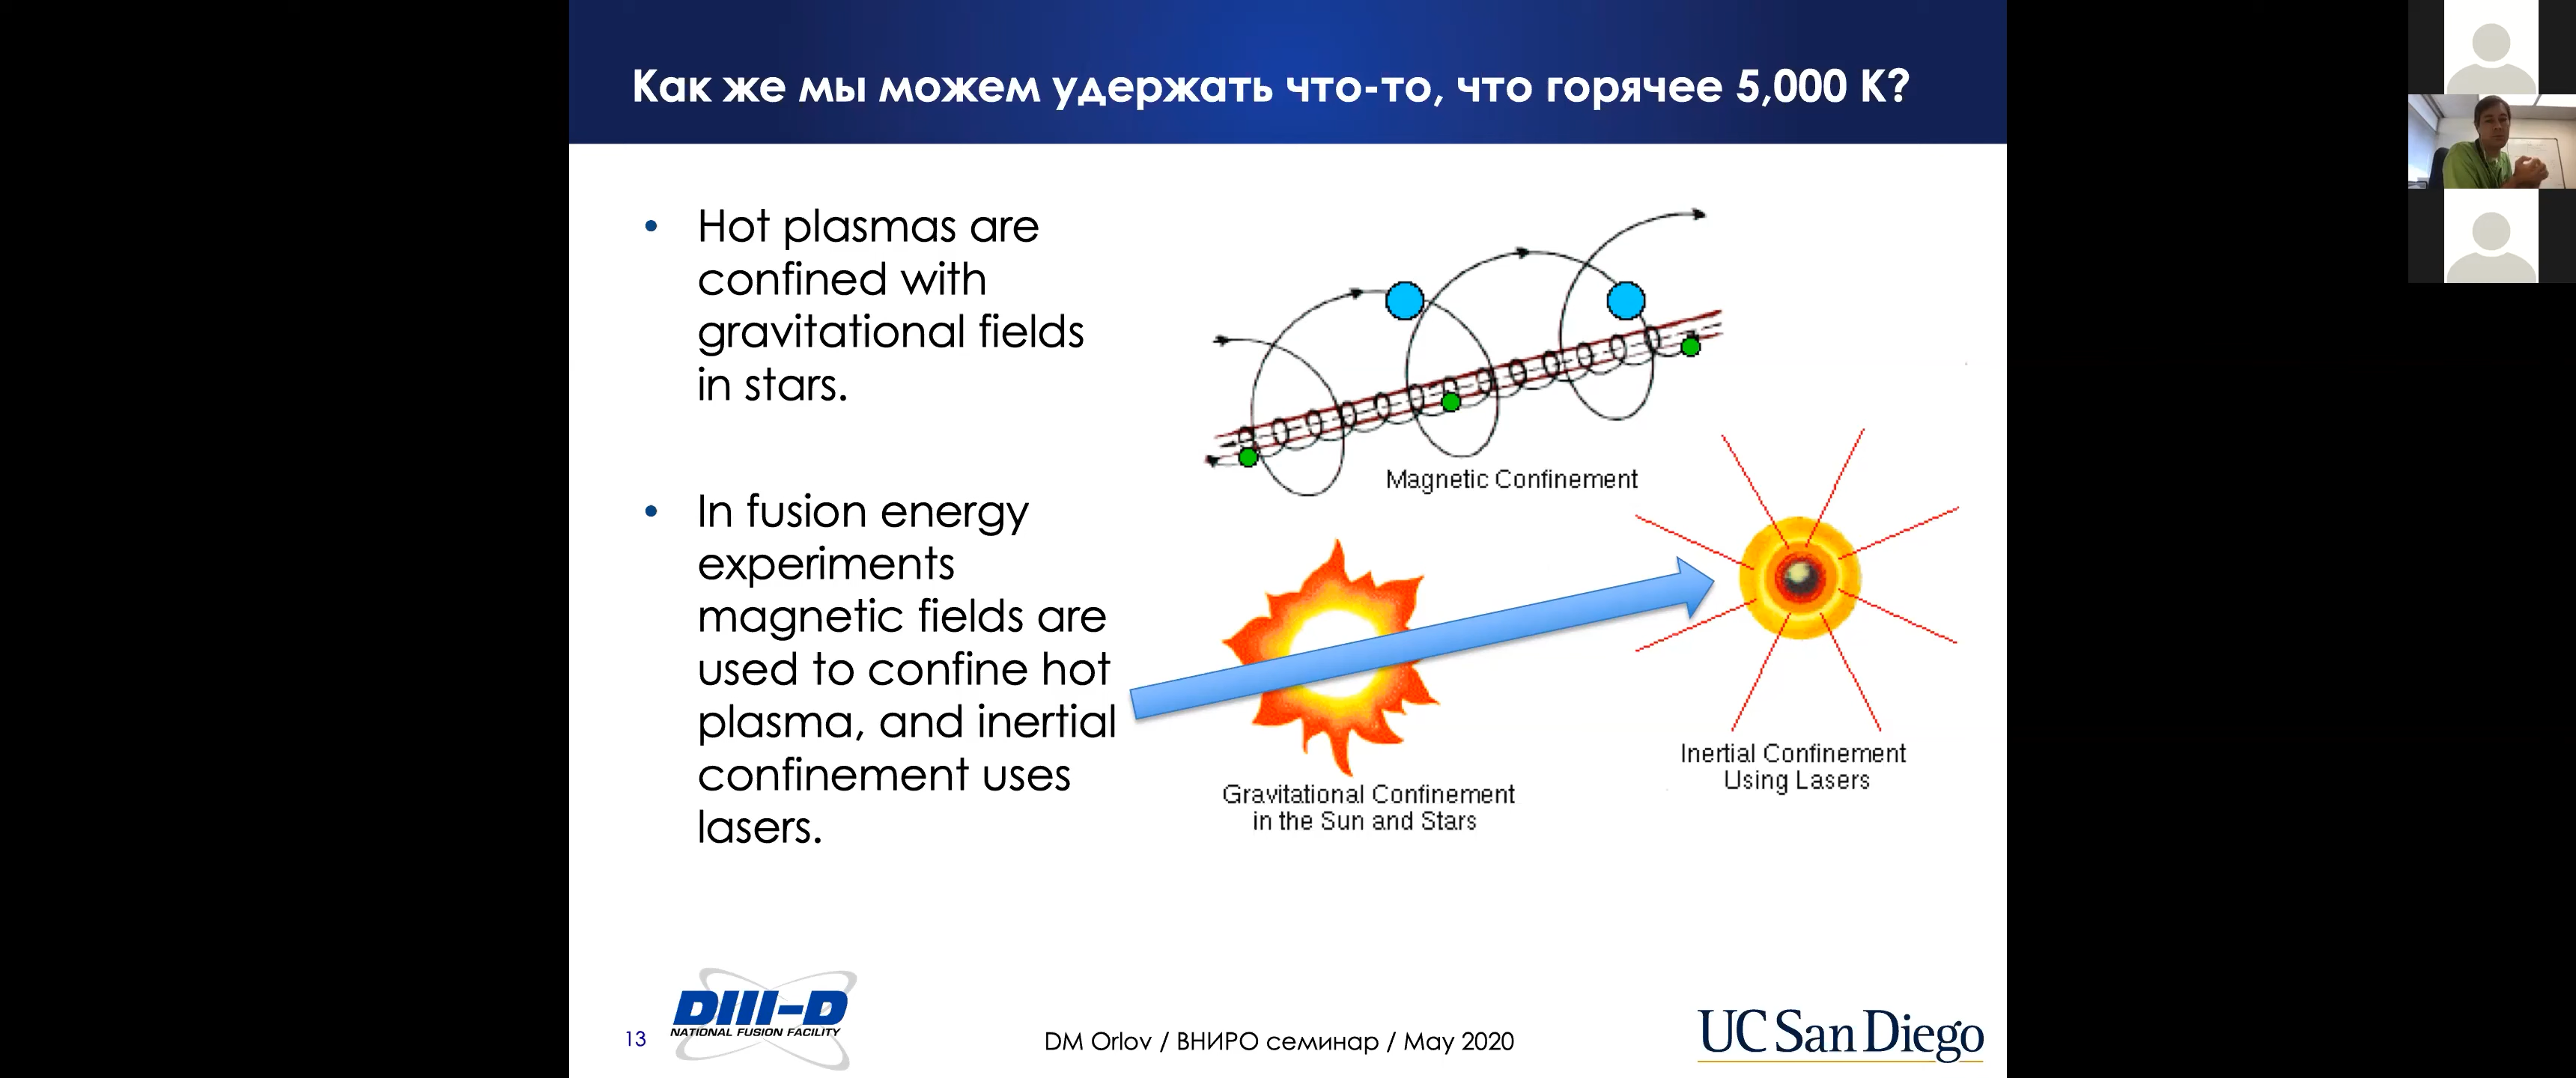 Как же мы можем удержать что-то, что горячее 5,000 К?
• Hot plasmas are
confined with
gravitational fields
in stars.
• In fusion energy
experiments
magnetic fields are
used to confine hot
plasma, and inertial
confinement uses
lasers.
Magnetic Confinement
Gravitational Confinement
in the Sun and Stars
Inertial Confinement
Using Lasers
13
DIII-D
NATIONAL FUSION FACILITY
DM Orlov / ВНИРО семинар / May 2020
UC San Diego